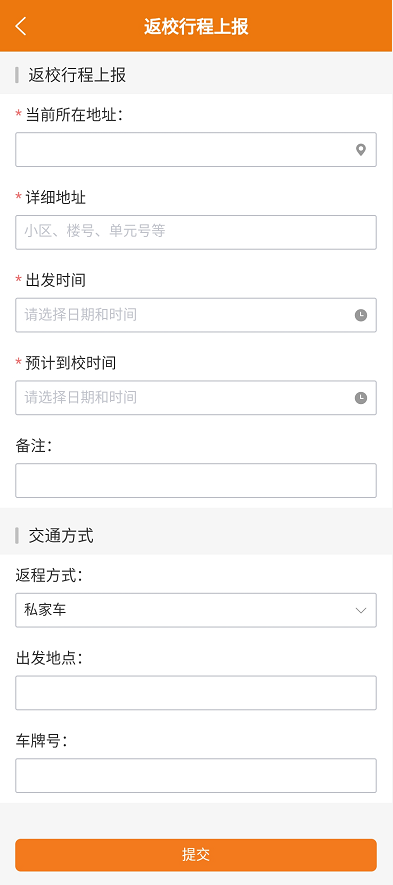 返校行程上报
返校行程上报
* 当前所在地址：
* 详细地址
小区、楼号、单元号等
* 出发时间
请选择日期和时间
* 预计到校时间
请选择日期和时间
备注：
交通方式
返程方式：
私家车
出发地点：
车牌号：
提交